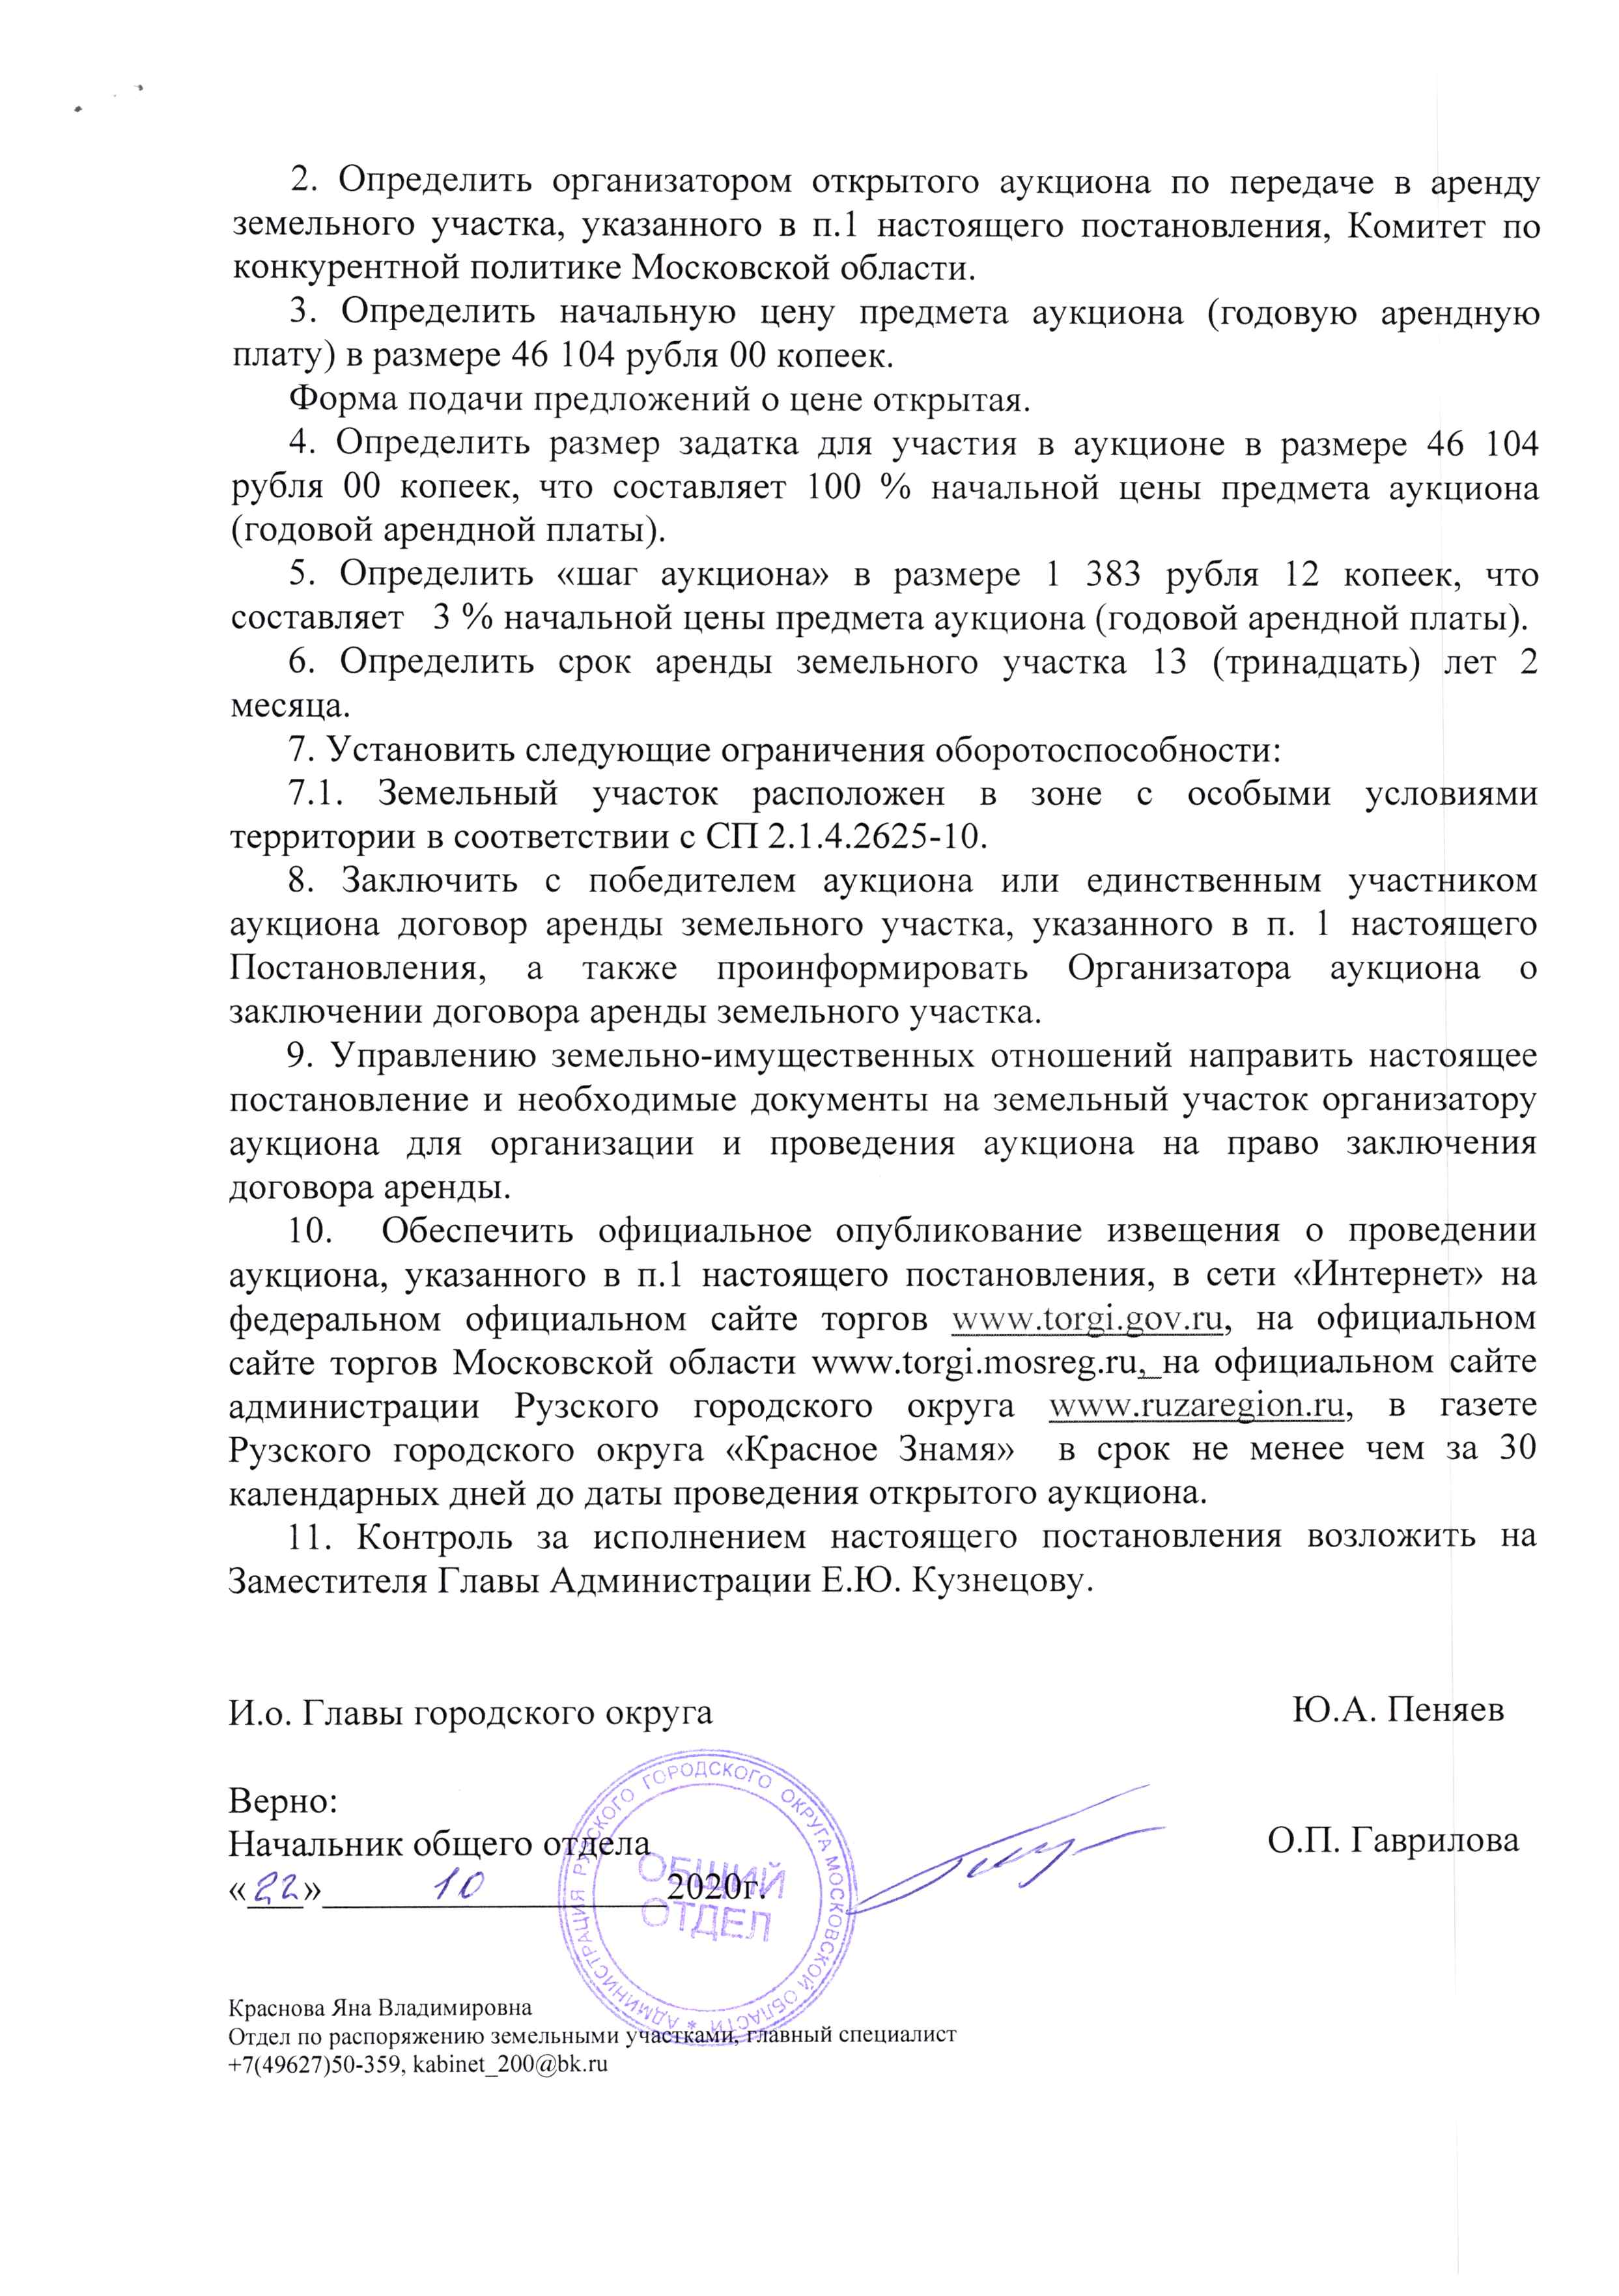 2. Определить организатором открытого аукциона по передаче в аренду
земельного участка, указанного в п.1 настоящего постановления, Комитет по
конкурентной политике Московской области.
3. Определить начальную цену предмета аукциона (годовую арендную
плату) в размере 46 104 рубля 00 копеек.
Форма подачи предложений о цене открытая.
4. Определить размер задатка для участия в аукционе в размере 46 104
рубля 00 копеек, что составляет 100 % начальной цены предмета аукциона
(годовой арендной платы).
5. Определить «шаг аукциона» в размере 1 383 рубля 12 копеек, что
составляет 3 % начальной цены предмета аукциона (годовой арендной платы).
6. Определить срок аренды земельного участка 13 (тринадцать) лет 2
месяца.
7. Установить следующие ограничения оборотоспособности:
7.1. Земельный участок расположен в зоне с особыми условиями
территории в соответствии с СП 2.1.4.2625-10.
8. Заключить с победителем аукциона или единственным участником
аукциона договор аренды земельного участка, указанного в п. 1 настоящего
Постановления, а также проинформировать Организатора аукциона о
заключении договора аренды земельного участка.
9. Управлению земельно-имущественных отношений направить настоящее
постановление и необходимые документы на земельный участок организатору
аукциона для организации и проведения аукциона на право заключения
договора аренды.
10. Обеспечить официальное опубликование извещения о проведении
аукциона, указанного в п.1 настоящего постановления, в сети «Интернет» на
федеральном официальном сайте торгов www.torgi.gov.ru, на официальном
сайте торгов Московской области www.torgi.mosreg.ru, на официальном сайте
администрации Рузского городского округа www.ruzaregion.ru, в газете
Рузского городского округа «Красное Знамя» в срок не менее чем за 30
календарных дней до даты проведения открытого аукциона.
11. Контроль за исполнением настоящего постановления возложить на
Заместителя Главы Администрации Е.Ю. Кузнецову.
И.о. Главы городского округа Ю.А. Пеняев
Верно:
Начальник общего отдела О.П. Гаврилова
«22» 10 2020г.
АДМИНИСТРАЦИЯ РУЗСКОГО ГОРОДСКОГО ОКРУГА МОСКОВСКОЙ ОБЛАСТИ *
ОБЩИЙ
ОТДЕЛ
Краснова Яна Владимировна
Отдел по распоряжению земельными участками, главный специалист
+7(49627)50-359, kabinet_200@bk.ru